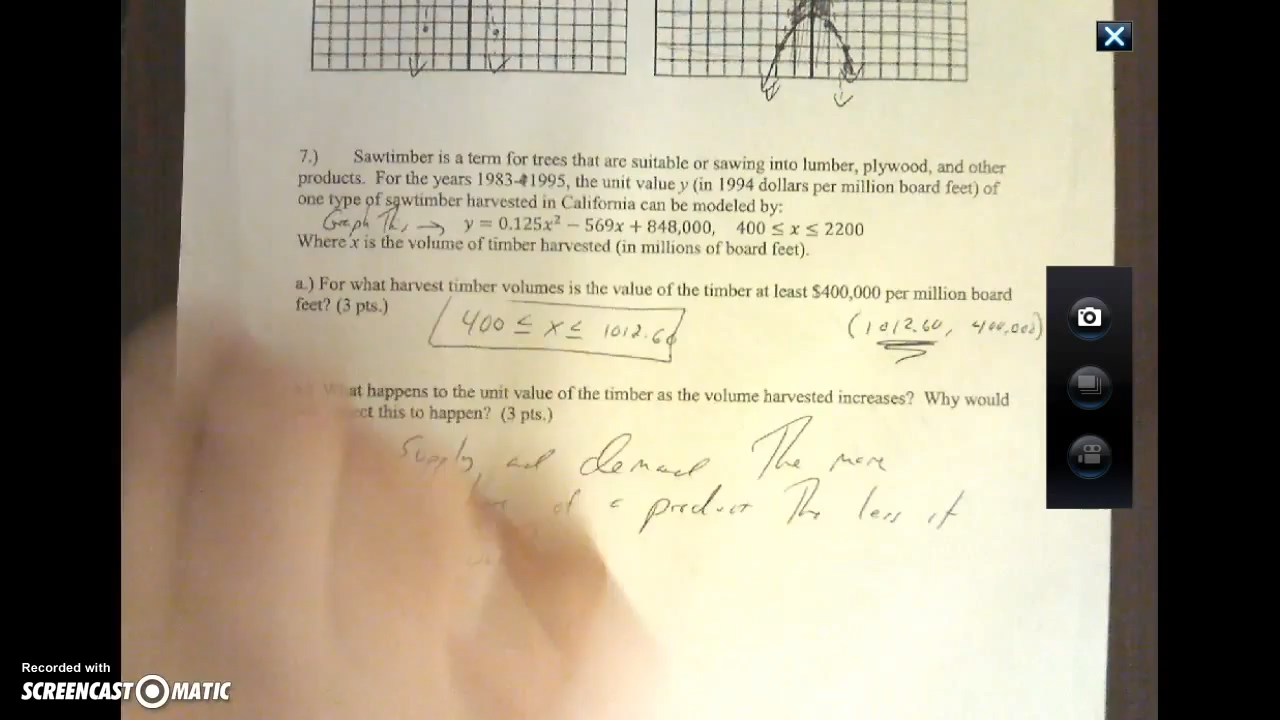 7.) Sawtimber is a term for trees that are suitable or sawing into lumber, plywood, and other
products. For the years 1983-1995, the unit value y (in 1994 dollars per million board feet) of
one type of sawtimber harvested in California can be modeled by:
Graph This → y = 0.125x² − 569x + 848,000, 400 ≤ x ≤ 2200
Where x is the volume of timber harvested (in millions of board feet).
a.) For what harvest timber volumes is the value of the timber at least $400,000 per million board
feet? (3 pts.)
400 ≤ x ≤ 1012.60
(1012.60, 400,000)
at happens to the unit value of the timber as the volume harvested increases? Why would
ct this to happen? (3 pts.)
Supply and demand The more
of a product The less it
Recorded with
SCREENCAST-O-MATIC